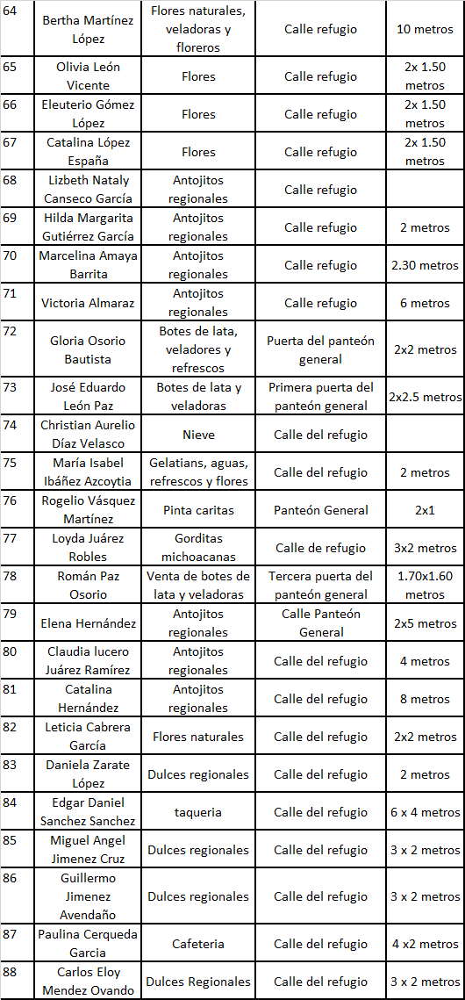 64
Bertha Martínez
López
Flores naturales,
veladoras y
floreros
Calle refugio
10 metros
65
Olivia León
Vicente
Flores
Calle refugio
2x 1.50
metros
66
Eleuterio Gómez
López
Flores
Calle refugio
2x 1.50
metros
67
Catalina López
España
Flores
Calle refugio
2x 1.50
metros
68
Lizbeth Nataly
Canseco García
Antojitos
regionales
Calle refugio
69
Hilda Margarita
Gutiérrez García
Antojitos
regionales
Calle refugio
2 metros
70
Marcelina Amaya
Barrita
Antojitos
regionales
Calle refugio
2.30 metros
71
Victoria Almaraz
Antojitos
regionales
Calle refugio
6 metros
72
Gloria Osorio
Bautista
Botes de lata,
veladores y
refrescos
Puerta del panteón
general
2x2 metros
73
José Eduardo
León Paz
Botes de lata y
veladoras
Primera puerta del
panteón general
2x2.5 metros
74
Christian Aurelio
Díaz Velasco
Nieve
Calle del refugio
75
María Isabel
Ibáñez Azcoytia
Gelatians, aguas,
refrescos y flores
Calle del refugio
2 metros
76
Rogelio Vásquez
Martínez
Pinta caritas
Panteón General
2x1
77
Loyda Juárez
Robles
Gorditas
michoacanas
Calle de refugio
3x2 metros
78
Román Paz
Osorio
Venta de botes de
lata y veladoras
Tercera puerta del
panteón general
1.70x1.60
metros
79
Elena Hernández
Antojitos
regionales
Calle Panteón
General
2x5 metros
80
Claudia lucero
Juárez Ramírez
Antojitos
regionales
Calle del refugio
4 metros
81
Catalina
Hernández
Antojitos
regionales
Calle del refugio
8 metros
82
Leticia Cabrera
García
Flores naturales
Calle del refugio
2x2 metros
83
Daniela Zarate
López
Dulces regionales
Calle del refugio
2 metros
84
Edgar Daniel
Sanchez Sanchez
taqueria
Calle del refugio
6 x 4 metros
85
Miguel Angel
Jimenez Cruz
Dulces regionales
Calle del refugio
3 x 2 metros
86
Guillermo
Jimenez
Avendaño
Dulces regionales
Calle del refugio
3 x 2 metros
87
Paulina Cerqueda
Garcia
Cafeteria
Calle del refugio
4 x2 metros
88
Carlos Eloy
Mendez Ovando
Dulces Regionales
Calle del refugio
3 x 2 metros